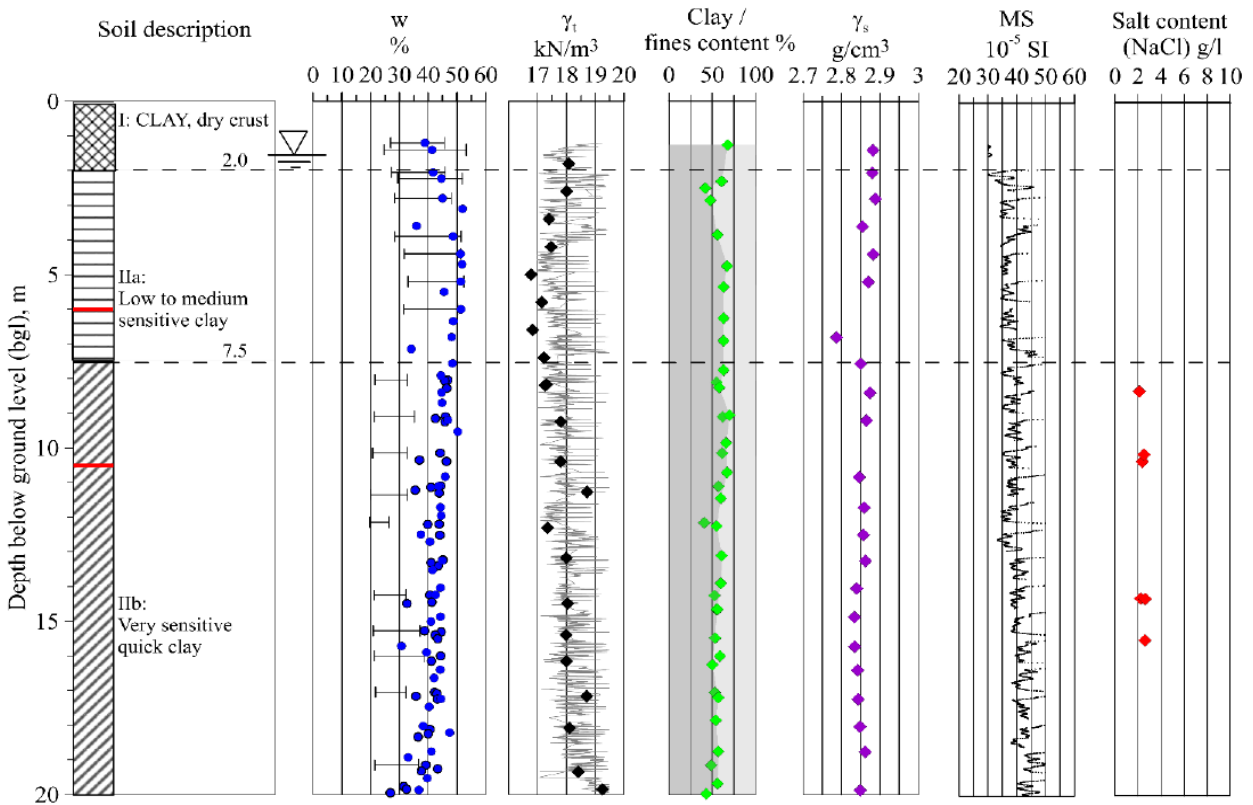 Soil description
w
%
γt
kN/m³
Clay /
fines content %
γs
g/cm³
MS
10⁻⁵ SI
Salt content
(NaCl) g/l
0 10 20 30 40 50 60
17 18 19 20
0 50 100
2.7 2.8 2.9 3
20 30 40 50 60
0 2 4 6 8 10
Depth below ground level (bgl), m
0
I: CLAY, dry crust
2.0
5
IIa:
Low to medium
sensitive clay
7.5
10
IIb:
Very sensitive
quick clay
15
20